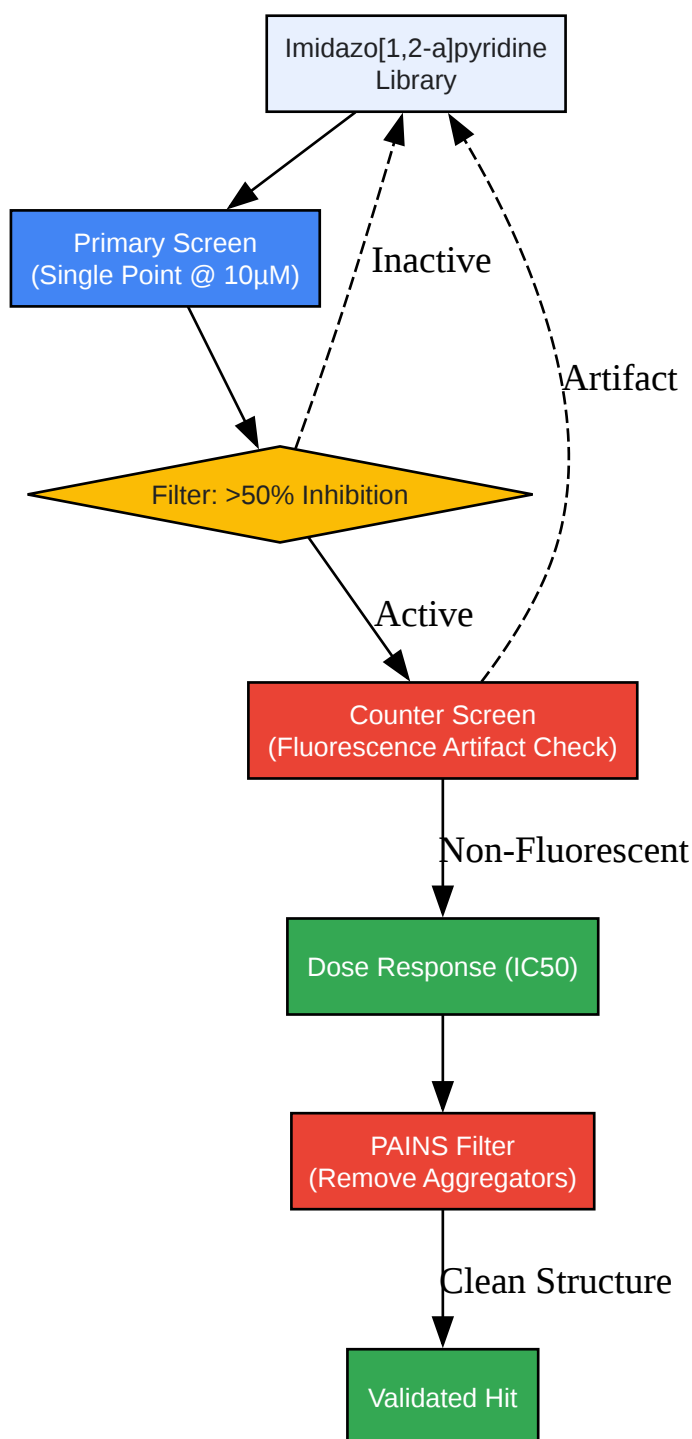 Imidazo[1,2-a]pyridine
Library
Primary Screen
(Single Point @ 10µM)
Inactive
Artifact
Filter: >50% Inhibition
Active
Counter Screen
(Fluorescence Artifact Check)
Non-Fluorescent
Dose Response (IC50)
PAINS Filter
(Remove Aggregators)
Clean Structure
Validated Hit